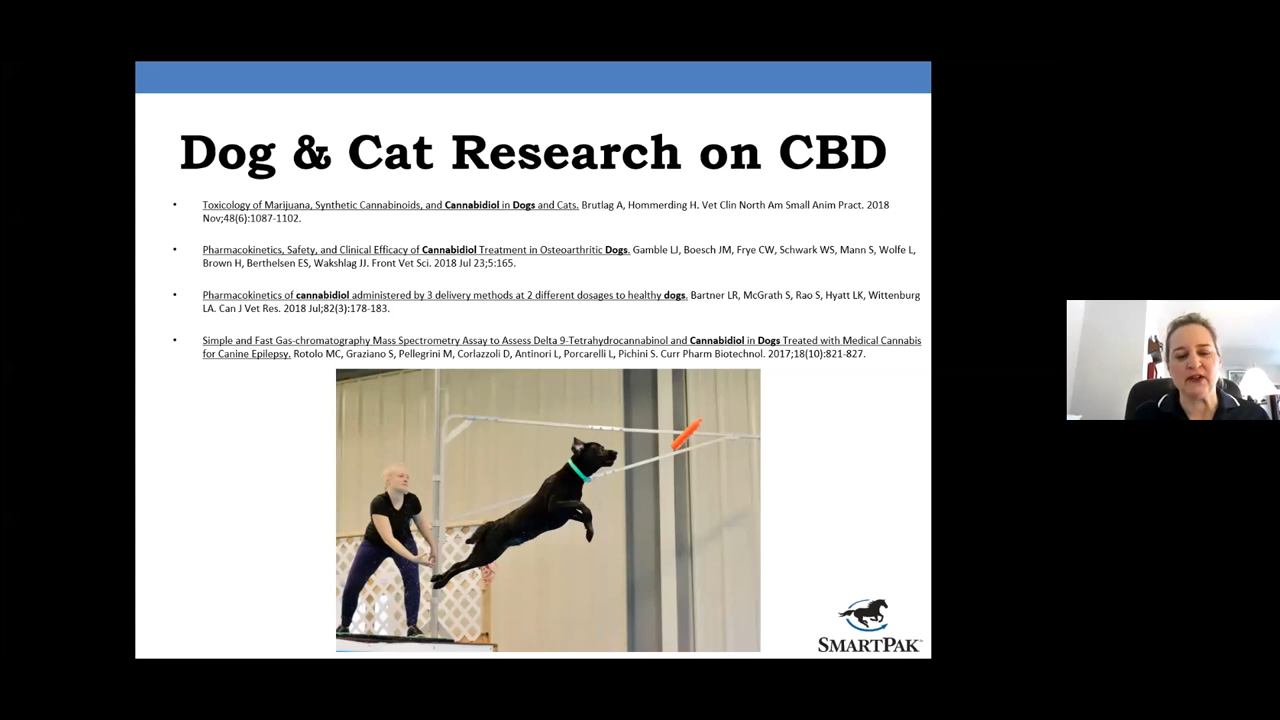 Dog & Cat Research on CBD
• Toxicology of Marijuana, Synthetic Cannabinoids, and Cannabidiol in Dogs and Cats. Brutlag A, Hommerding H. Vet Clin North Am Small Anim Pract. 2018
Nov;48(6):1087-1102.
• Pharmacokinetics, Safety, and Clinical Efficacy of Cannabidiol Treatment in Osteoarthritic Dogs. Gamble LJ, Boesch JM, Frye CW, Schwark WS, Mann S, Wolfe L,
Brown H, Berthelsen ES, Wakshlag JJ. Front Vet Sci. 2018 Jul 23;5:165.
• Pharmacokinetics of cannabidiol administered by 3 delivery methods at 2 different dosages to healthy dogs. Bartner LR, McGrath S, Rao S, Hyatt LK, Wittenburg
LA. Can J Vet Res. 2018 Jul;82(3):178-183.
• Simple and Fast Gas-chromatography Mass Spectrometry Assay to Assess Delta 9-Tetrahydrocannabinol and Cannabidiol in Dogs Treated with Medical Cannabis
for Canine Epilepsy. Rotolo MC, Graziano S, Pellegrini M, Corlazzoli D, Antinori L, Porcarelli L, Pichini S. Curr Pharm Biotechnol. 2017;18(10):821-827.
SMARTPAK